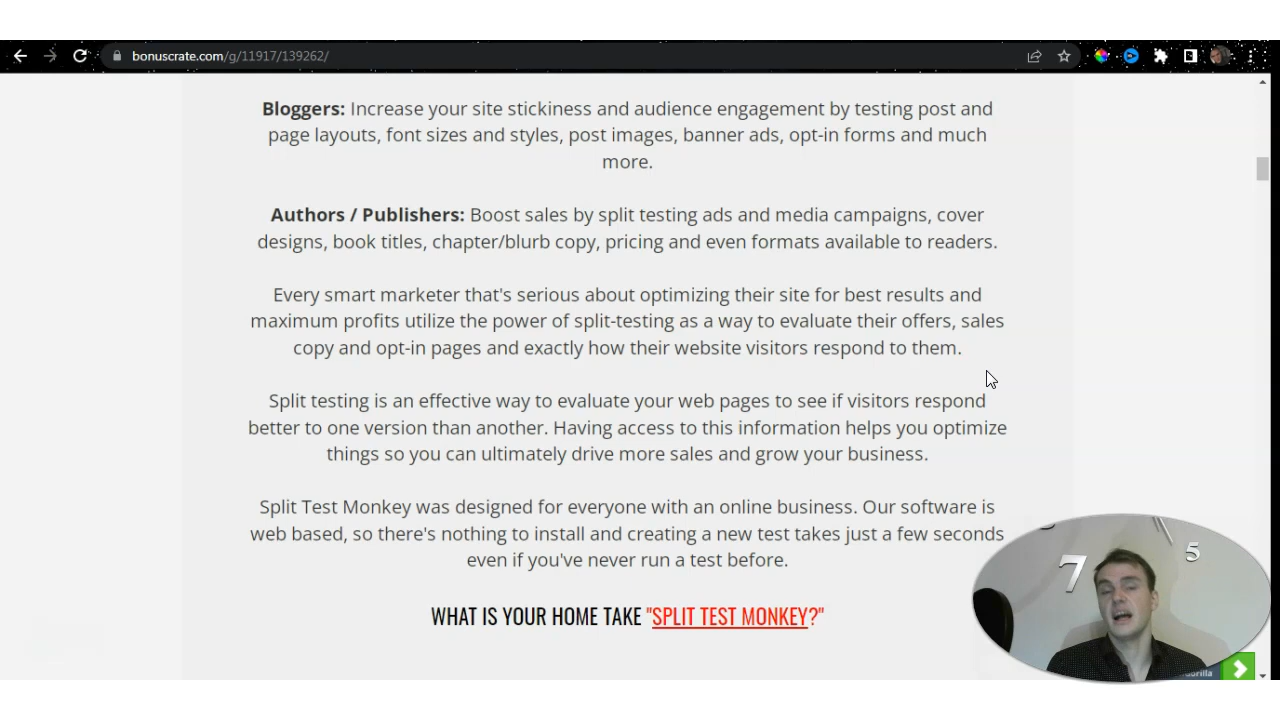 bonuscrate.com/g/11917/139262/
Bloggers: Increase your site stickiness and audience engagement by testing post and
page layouts, font sizes and styles, post images, banner ads, opt-in forms and much
more.
Authors / Publishers: Boost sales by split testing ads and media campaigns, cover
designs, book titles, chapter/blurb copy, pricing and even formats available to readers.
Every smart marketer that's serious about optimizing their site for best results and
maximum profits utilize the power of split-testing as a way to evaluate their offers, sales
copy and opt-in pages and exactly how their website visitors respond to them.
Split testing is an effective way to evaluate your web pages to see if visitors respond
better to one version than another. Having access to this information helps you optimize
things so you can ultimately drive more sales and grow your business.
Split Test Monkey was designed for everyone with an online business. Our software is
web based, so there's nothing to install and creating a new test takes just a few seconds
even if you've never run a test before.
7 5
WHAT IS YOUR HOME TAKE "SPLIT TEST MONKEY?"